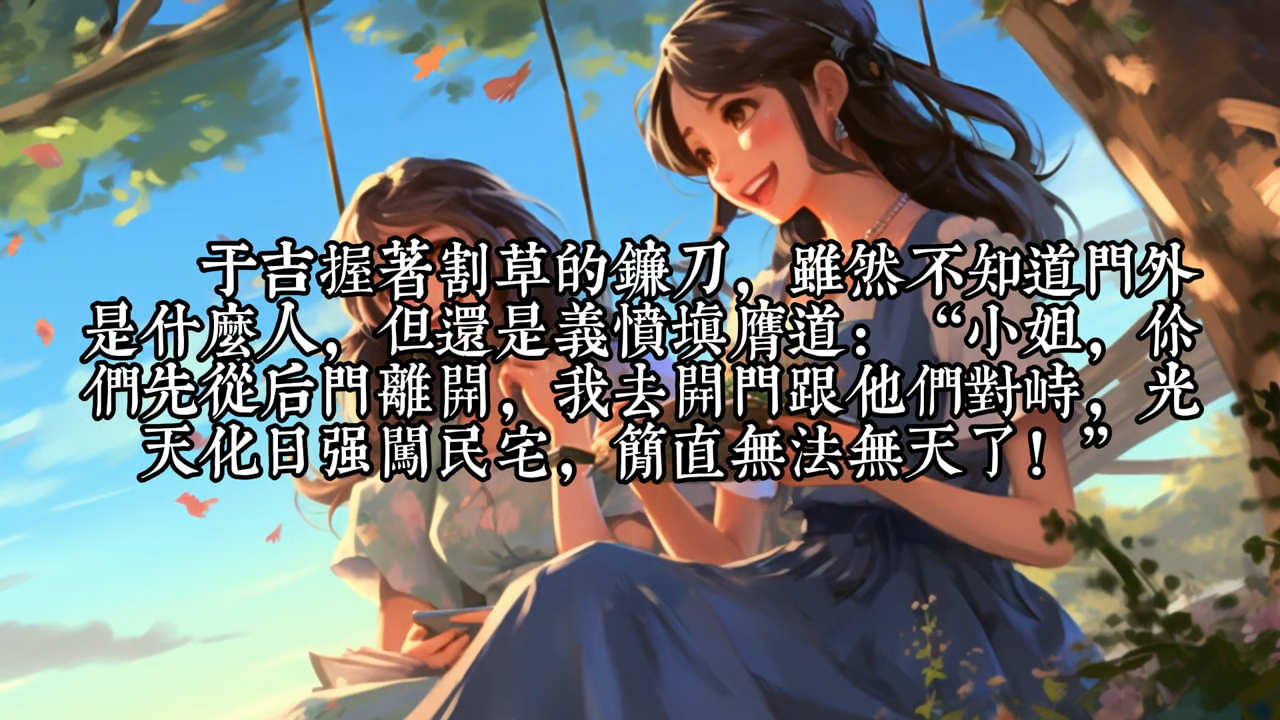 于吉握著割草的鐮刀，雖然不知道門外
是什麼人，但還是義憤填膺道：“小姐，你
們先從后門離開，我去開門跟他們對峙，光
天化日强闖民宅，簡直無法無天了！”